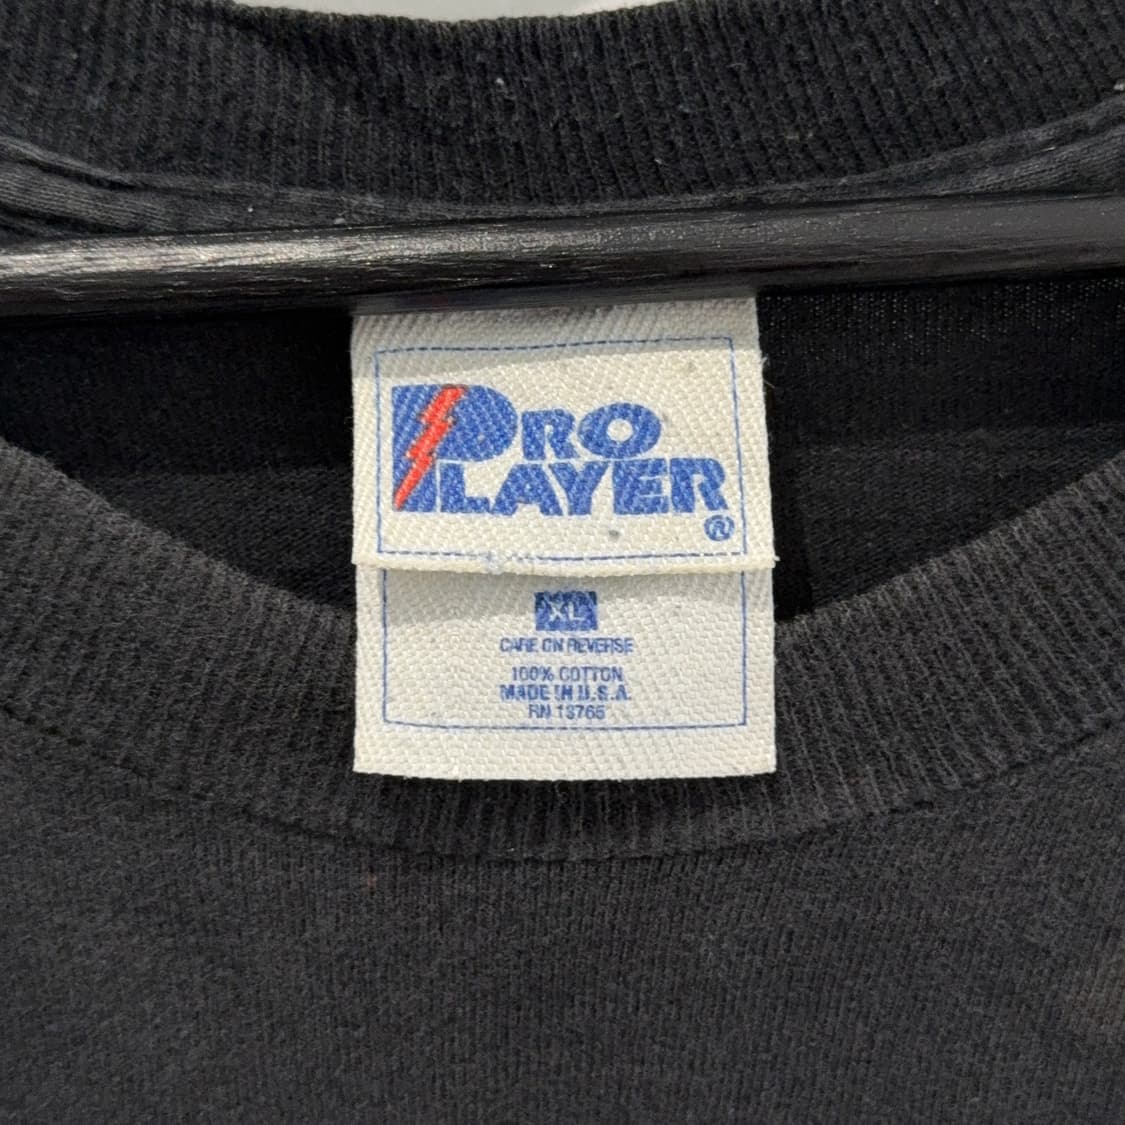 PRO
PLAYER
®
XL
CARE ON REVERSE
100% COTTON
MADE IN U.S.A.
RN 13765